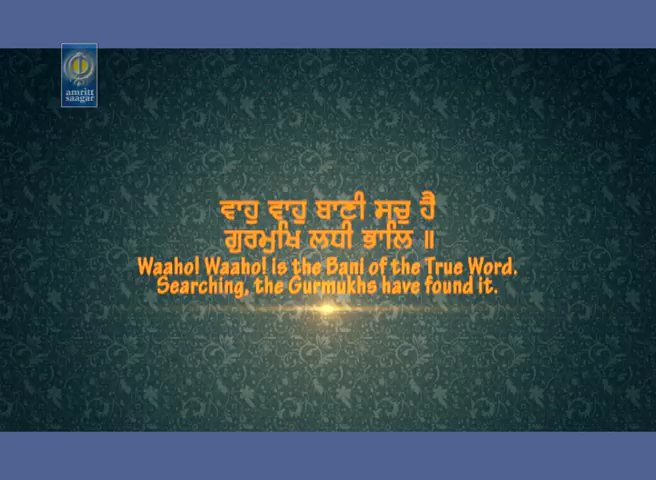 amritt
saagar
ਵਾਹੁ ਵਾਹੁ ਬਾਣੀ ਸਚੁ ਹੈ
ਗੁਰਮੁਖਿ ਲਧੀ ਭਾਲਿ ॥
Waaho! Waaho! is the Bani of the True Word.
Searching, the Gurmukhs have found it.